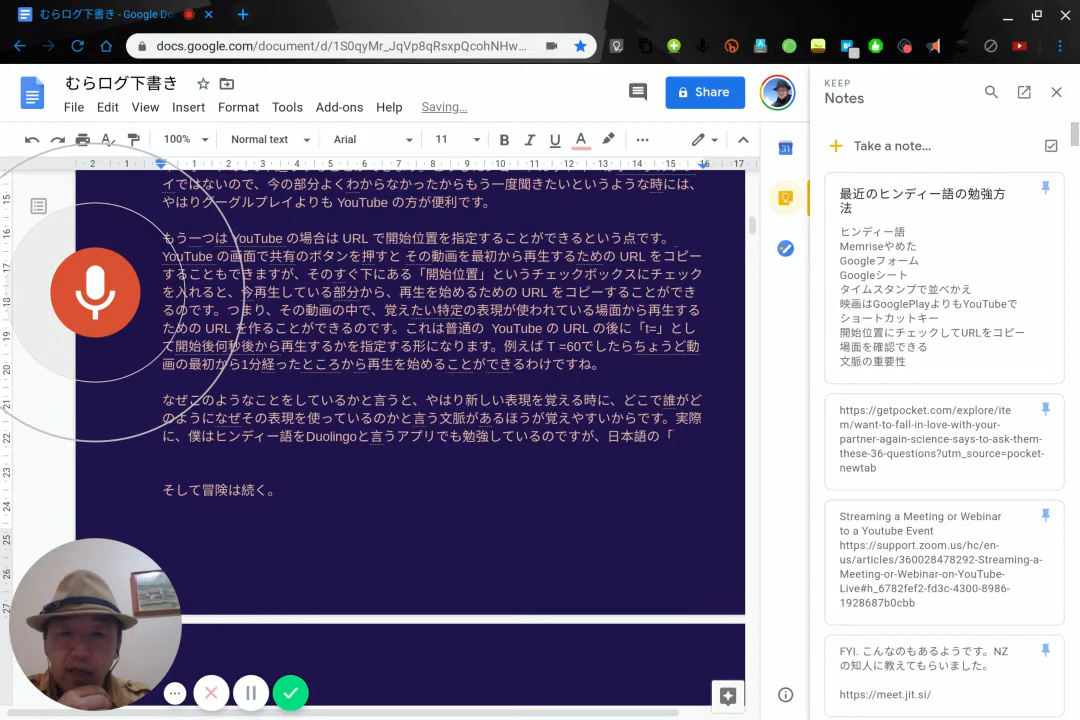 むらログ下書き - Google Do
docs.google.com/document/d/1S0qyMr_JqVp8qRsxpQcohNHw...
むらログ下書き
File Edit View Insert Format Tools Add-ons Help Saving...
Share
100% Normal text Arial 11 B I U A
2 1 1 2 3 4 5 6 7 8 9 10 11 12 13 14 15 16 17
イではないので、今の部分よくわからなかったからもう一度聞きたいというような時には、
やはりグーグルプレイよりも YouTube の方が便利です。
もう一つは YouTube の場合は URL で開始位置を指定することができるという点です。
YouTube の画面で共有のボタンを押すと その動画を最初から再生するための URL をコピー
することもできますが、そのすぐ下にある「開始位置」というチェックボックスにチェック
を入れると、今再生している部分から、再生を始めるための URL をコピーすることができ
るのです。つまり、その動画の中で、覚えたい特定の表現が使われている場面から再生する
ための URL を作ることができるのです。これは普通の YouTube の URL の後に「t=」とし
て開始後何秒後から再生するかを指定する形になります。例えば T =60でしたらちょうど動
画の最初から1分経ったところから再生を始めることができるわけですね。
なぜこのようなことをしているかと言うと、やはり新しい表現を覚える時に、どこで誰がど
のようになぜその表現を使っているのかと言う文脈があるほうが覚えやすいからです。実際
に、僕はヒンディー語をDuolingoと言うアプリでも勉強しているのですが、日本語の「
そして冒険は続く。
15
16
17
18
19
20
21
22
23
24
25
26
27
31
KEEP
Notes
Take a note...
最近のヒンディー語の勉強方
法
ヒンディー語
Memriseやめた
Googleフォーム
Googleシート
タイムスタンプで並べかえ
映画はGooglePlayよりもYouTubeで
ショートカットキー
開始位置にチェックしてURLをコピー
場面を確認できる
文脈の重要性
https://getpocket.com/explore/ite
m/want-to-fall-in-love-with-your-
partner-again-science-says-to-ask-them-
these-36-questions?utm_source=pocket-
newtab
Streaming a Meeting or Webinar
to a Youtube Event
https://support.zoom.us/hc/en-
us/articles/360028478292-Streaming-a-
Meeting-or-Webinar-on-YouTube-
Live#h_6782fef2-fd3c-4300-8986-
1928687b0cbb
FYI. こんなのもあるようです。NZ
の知人に教えてもらいました。
https://meet.jit.si/